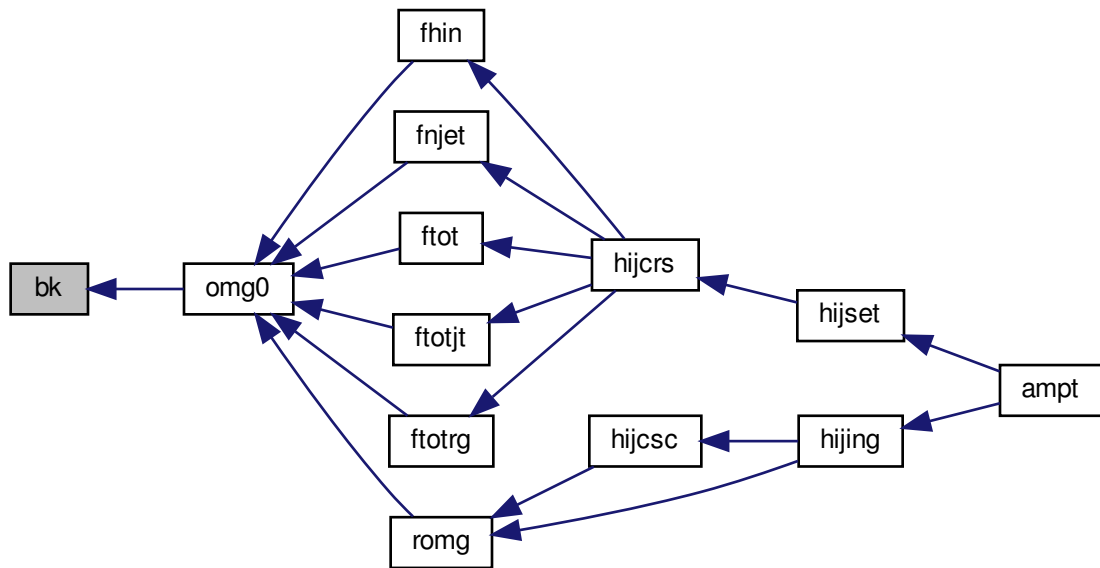 bk
omg0
fhin
fnjet
ftot
ftotjt
ftotrg
romg
hijcrs
hijcsc
hijset
hijing
ampt